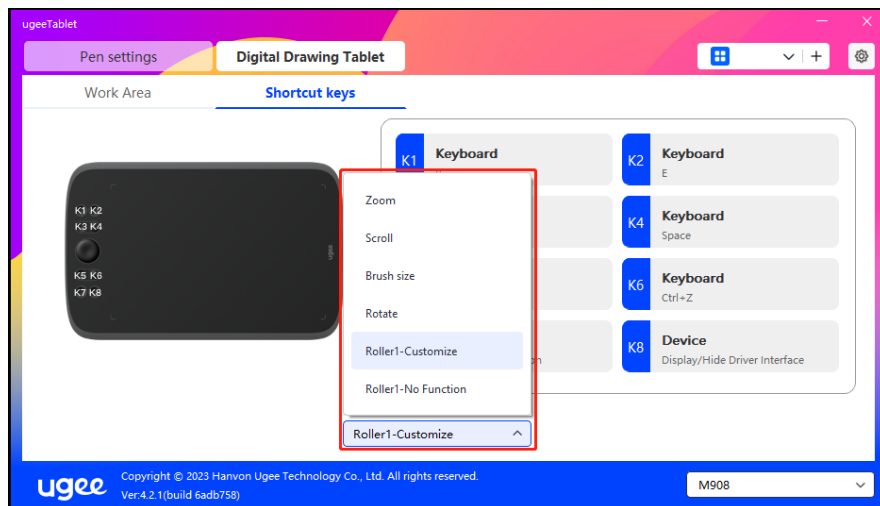 ugeeTablet
Pen settings
Digital Drawing Tablet
Work Area
Shortcut keys
K1 K2
K3 K4
K5 K6
K7 K8
ugee
K1
Keyboard
K2
Keyboard
E
K4
Keyboard
Space
K6
Keyboard
Ctrl+Z
K8
Device
Display/Hide Driver Interface
Zoom
Scroll
Brush size
Rotate
Roller1-Customize
Roller1-No Function
Roller1-Customize
ugee
Copyright © 2023 Hanvon Ugee Technology Co., Ltd. All rights reserved.
Ver:4.2.1(build 6adb758)
M908